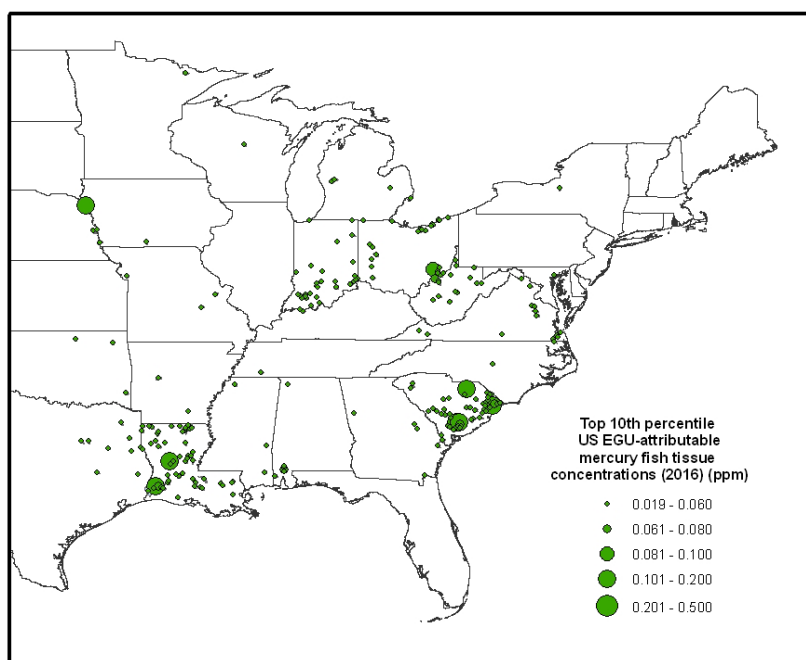 Top 10th percentile
US EGU-attributable
mercury fish tissue
concentrations (2016) (ppm)
0.019 - 0.060
0.061 - 0.080
0.081 - 0.100
0.101 - 0.200
0.201 - 0.500